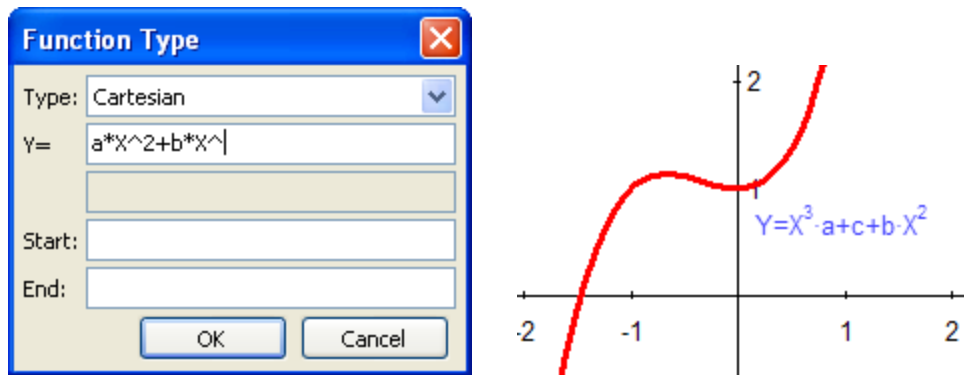 Function Type
Type: Cartesian
Y= a*X^2+b*X^
Start:
End:
OK Cancel
2
1
Y=X³·a+c+b·X²
-2 -1 1 2